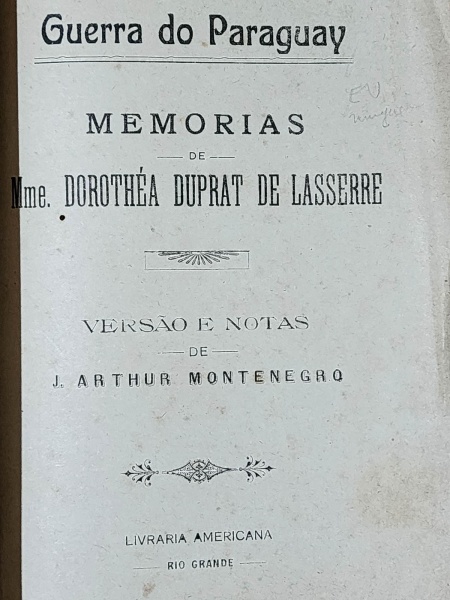 Guerra do Paraguay
MEMORIAS
DE
Mme. DOROTHÉA DUPRAT DE LASSERRE
VERSÃO E NOTAS
DE
J. ARTHUR MONTENEGRO
LIVRARIA AMERICANA
RIO GRANDE